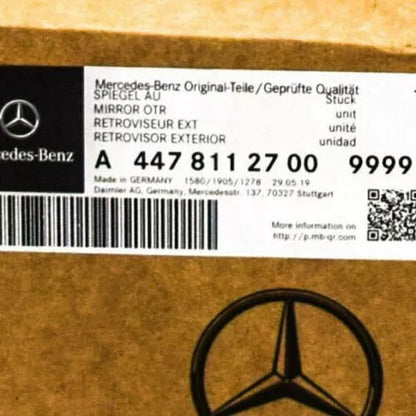 Mercedes-Benz Original-Teile/Geprüfte Qualität
SPIEGEL AU Stück
MIRROR OTR unit
RETROVISEUR EXT unité
RETROVISOR EXTERIOR unidad
cedes-Benz
A 447 811 27 00 9999
Made in GERMANY 1580/1905/1278 29.05.19
Daimler AG, Germany, Mercedesstr. 137, 70327 Stuttgart
More information on
http://p.mb-qr.com